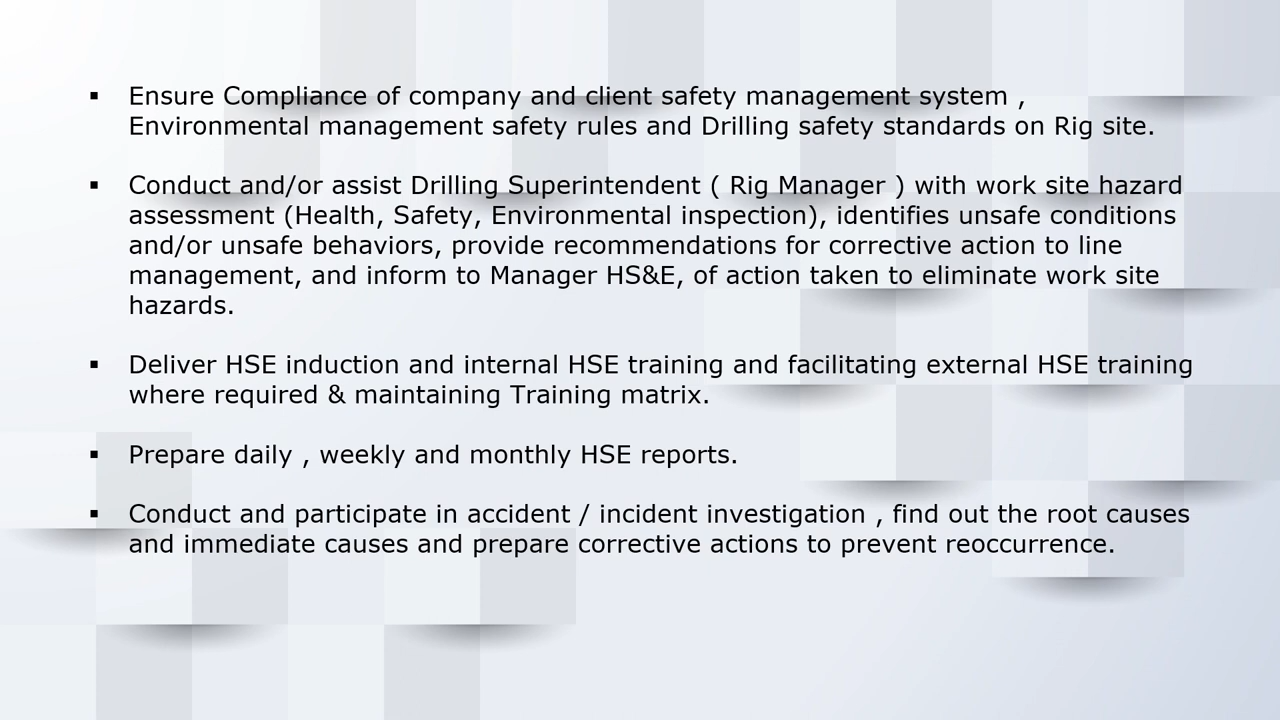 ▪ Ensure Compliance of company and client safety management system ,
Environmental management safety rules and Drilling safety standards on Rig site.
▪ Conduct and/or assist Drilling Superintendent ( Rig Manager ) with work site hazard
assessment (Health, Safety, Environmental inspection), identifies unsafe conditions
and/or unsafe behaviors, provide recommendations for corrective action to line
management, and inform to Manager HS&E, of action taken to eliminate work site
hazards.
▪ Deliver HSE induction and internal HSE training and facilitating external HSE training
where required & maintaining Training matrix.
▪ Prepare daily , weekly and monthly HSE reports.
▪ Conduct and participate in accident / incident investigation , find out the root causes
and immediate causes and prepare corrective actions to prevent reoccurrence.